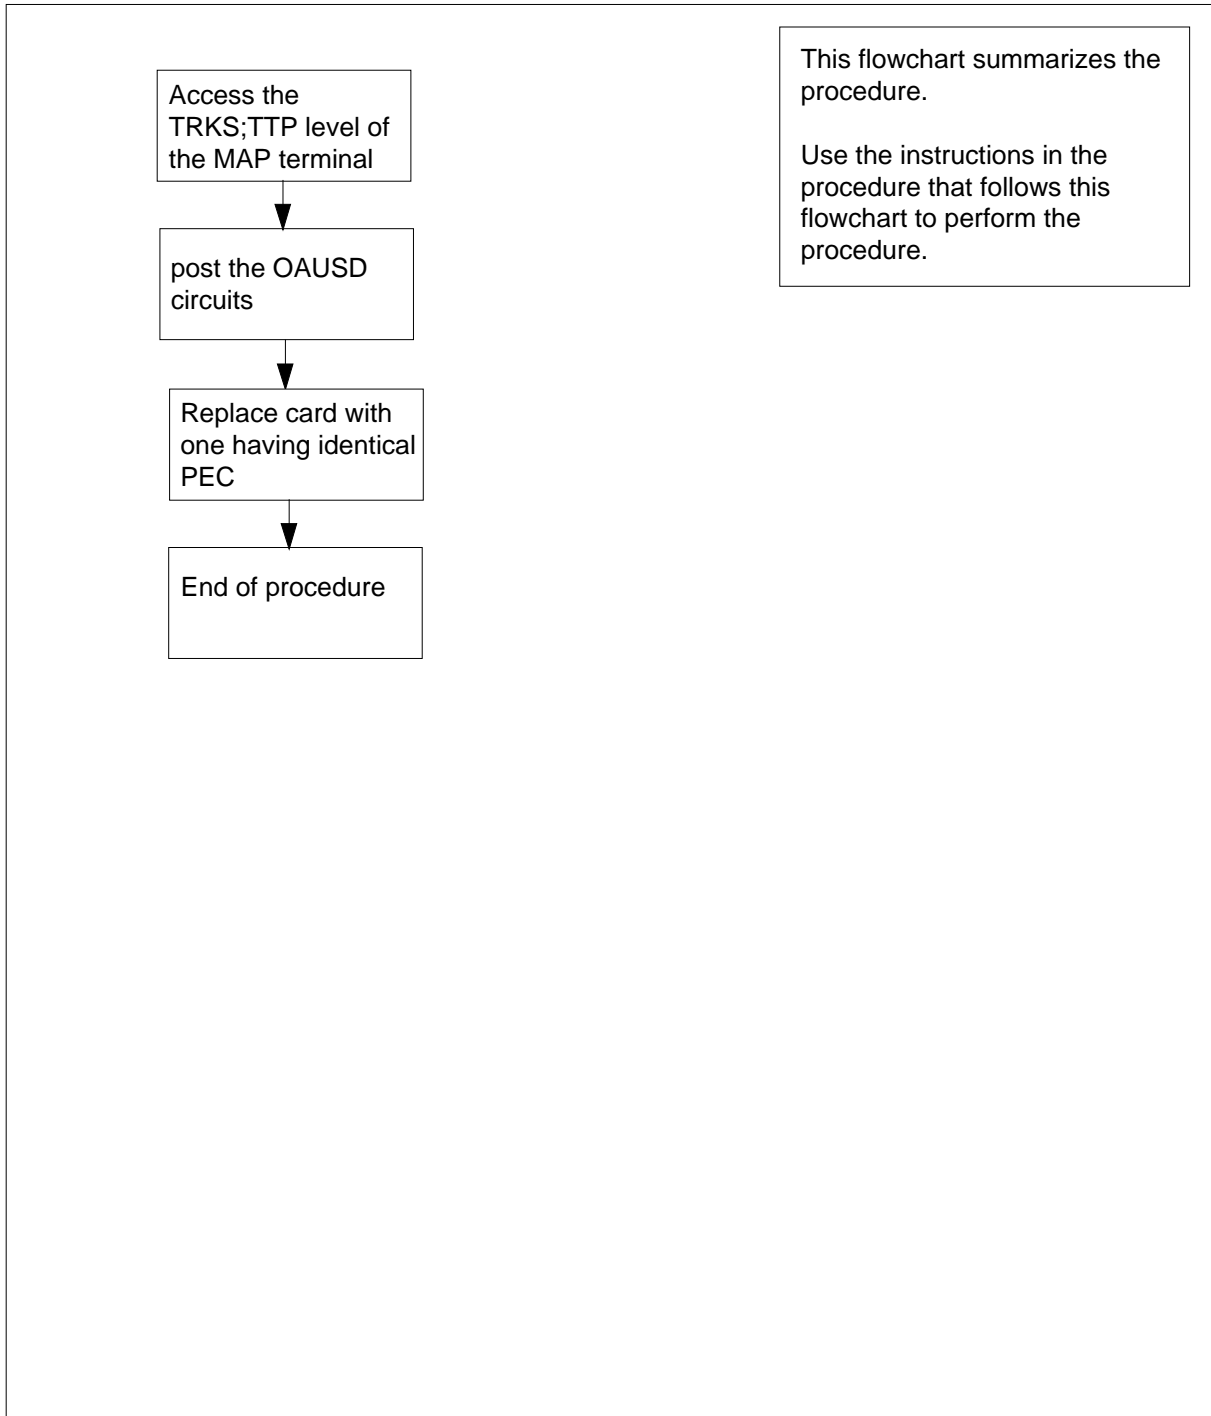 Access the
TRKS;TTP level of
the MAP terminal
post the OAUSD
circuits
Replace card with
one having identical
PEC
End of procedure
This flowchart summarizes the
procedure.
Use the instructions in the
procedure that follows this
flowchart to perform the
procedure.